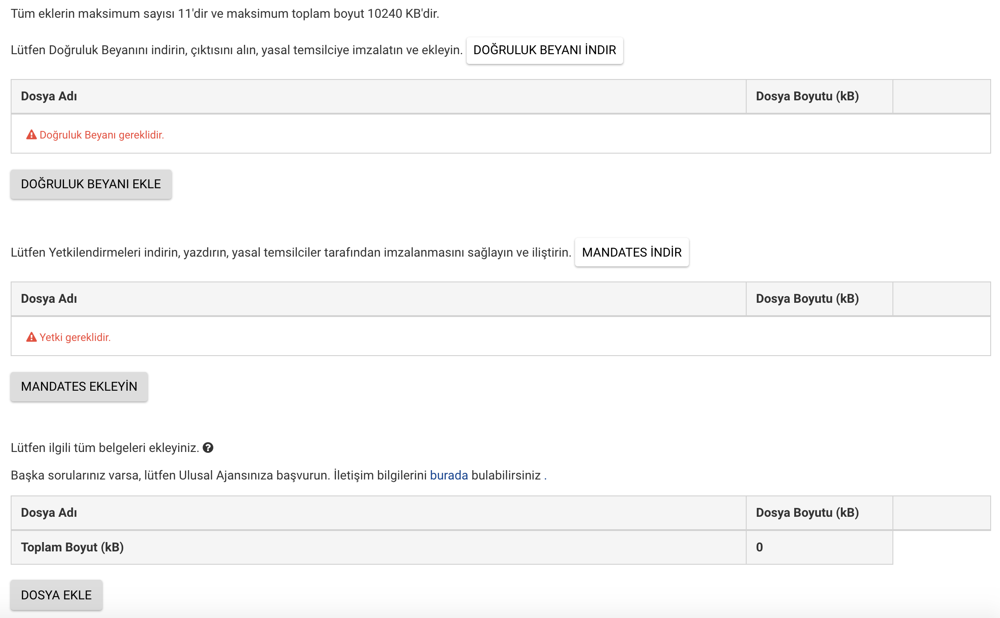 Tüm eklerin maksimum sayısı 11'dir ve maksimum toplam boyut 10240 KB'dir.
Lütfen Doğruluk Beyanını indirin, çıktısını alın, yasal temsilciye imzalatın ve ekleyin. DOĞRULUK BEYANI İNDIR
Dosya Adı Dosya Boyutu (kB)
Doğruluk Beyanı gereklidir.
DOĞRULUK BEYANI EKLE
Lütfen Yetkilendirmeleri indirin, yazdırın, yasal temsilciler tarafından imzalanmasını sağlayın ve iliştirin. MANDATES İNDİR
Dosya Adı Dosya Boyutu (kB)
Yetki gereklidir.
MANDATES EKLEYİN
Lütfen ilgili tüm belgeleri ekleyiniz.
Başka sorularınız varsa, lütfen Ulusal Ajansınıza başvurun. İletişim bilgilerini burada bulabilirsiniz .
Dosya Adı Dosya Boyutu (kB)
Toplam Boyut (kB) 0
DOSYA EKLE